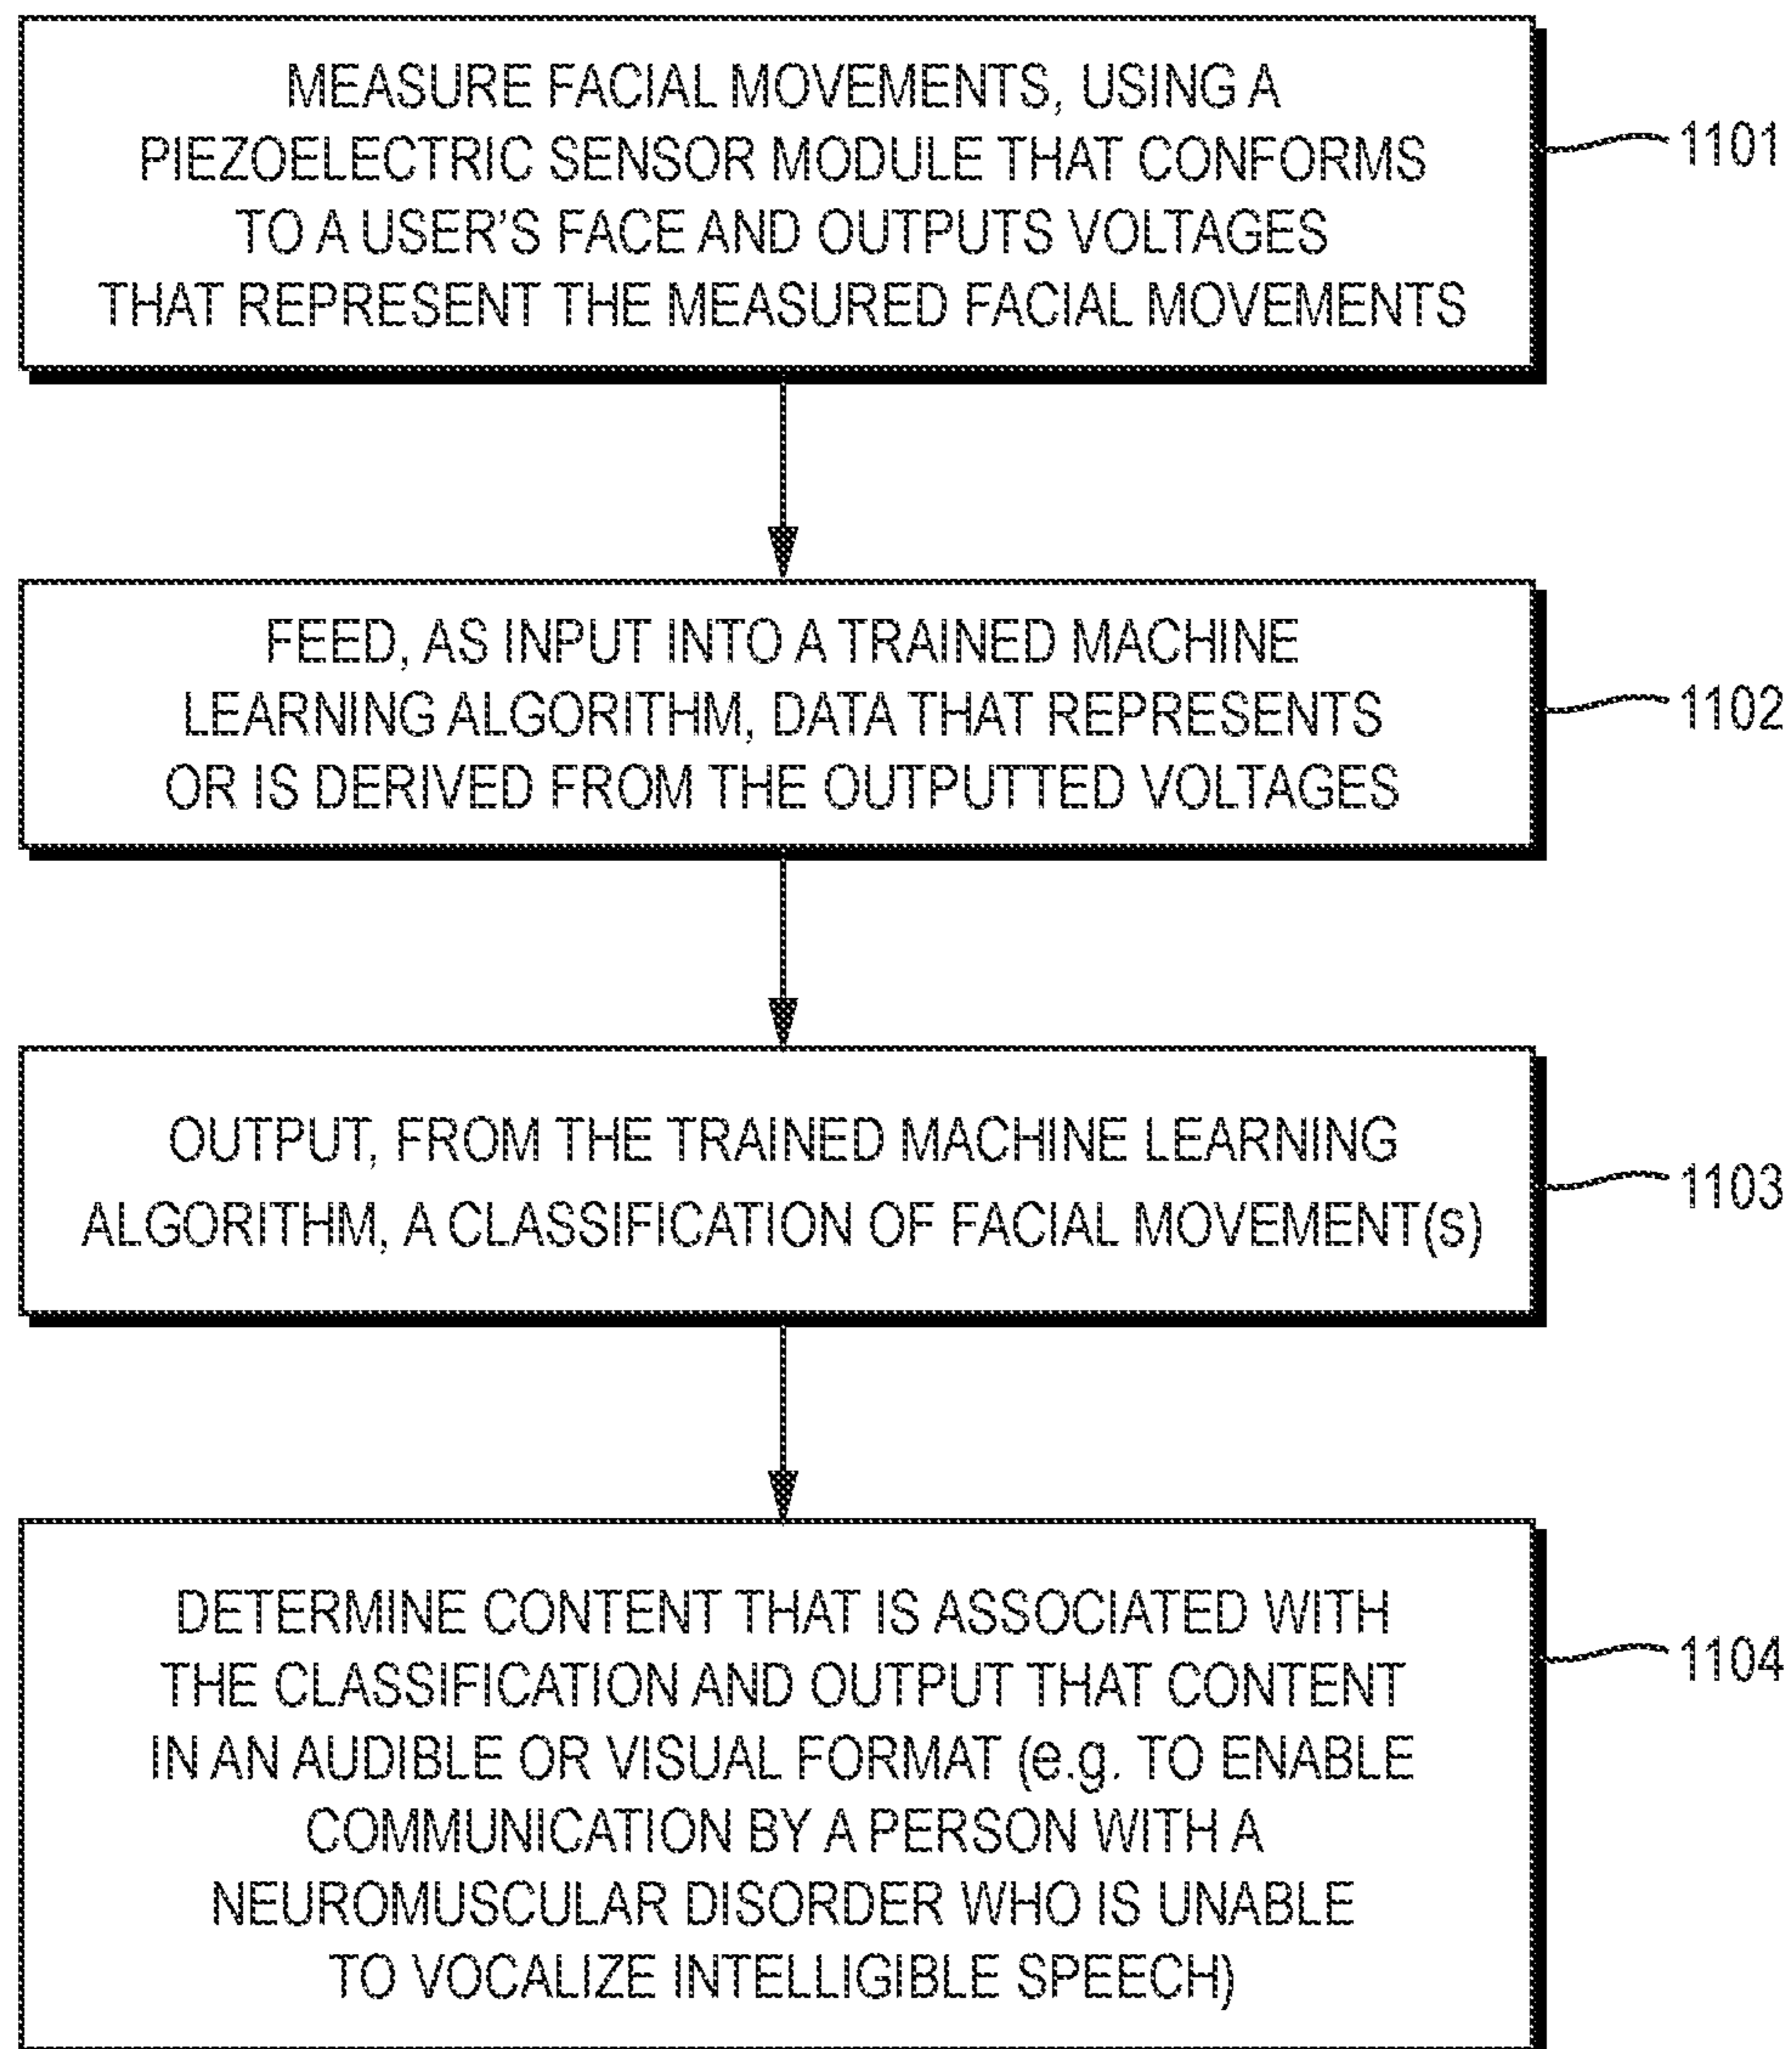 MEASURE FACIAL MOVEMENTS, USING A
PIEZOELECTRIC SENSOR MODULE THAT CONFORMS
TO A USER'S FACE AND OUTPUTS VOLTAGES
THAT REPRESENT THE MEASURED FACIAL MOVEMENTS
1101
FEED, AS INPUT INTO A TRAINED MACHINE
LEARNING ALGORITHM, DATA THAT REPRESENTS
OR IS DERIVED FROM THE OUTPUTTED VOLTAGES
1102
OUTPUT, FROM THE TRAINED MACHINE LEARNING
ALGORITHM, A CLASSIFICATION OF FACIAL MOVEMENT(s)
1103
DETERMINE CONTENT THAT IS ASSOCIATED WITH
THE CLASSIFICATION AND OUTPUT THAT CONTENT
IN AN AUDIBLE OR VISUAL FORMAT (e.g. TO ENABLE
COMMUNICATION BY A PERSON WITH A
NEUROMUSCULAR DISORDER WHO IS UNABLE
TO VOCALIZE INTELLIGIBLE SPEECH)
1104